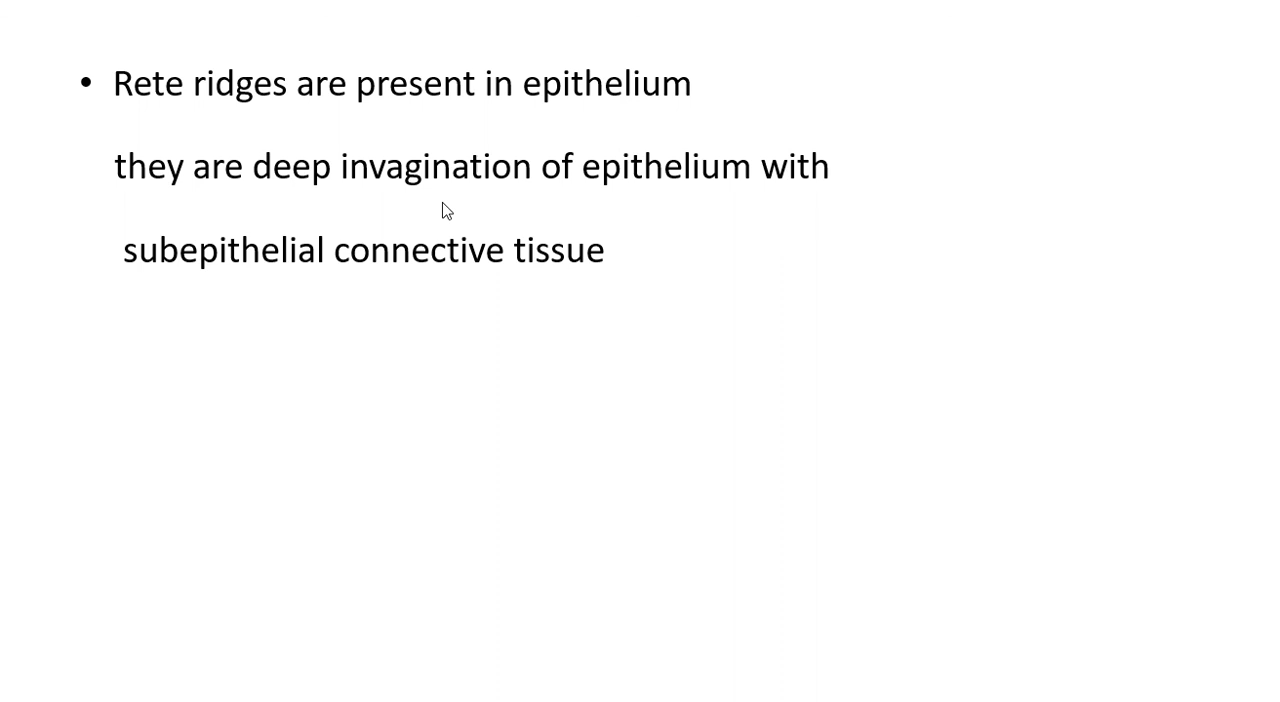 • Rete ridges are present in epithelium
they are deep invagination of epithelium with
subepithelial connective tissue